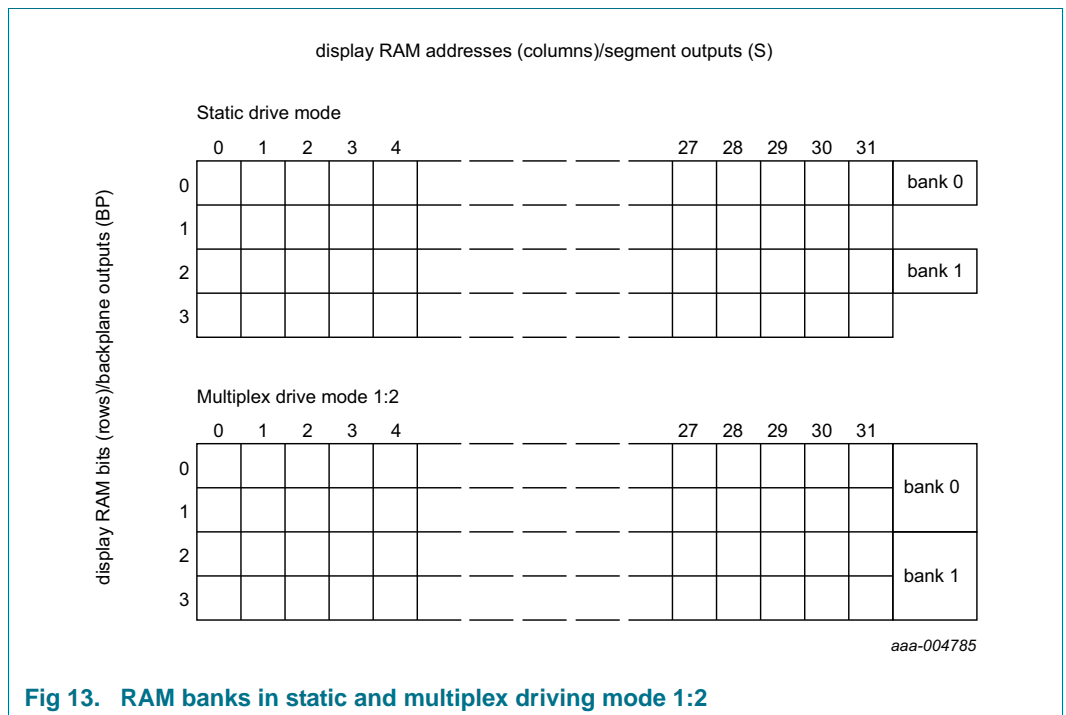 display RAM addresses (columns)/segment outputs (S)
display RAM bits (rows)/backplane outputs (BP)
Static drive mode
0 1 2 3 4 27 28 29 30 31
0 bank 0
1
2 bank 1
3
Multiplex drive mode 1:2
0 1 2 3 4 27 28 29 30 31
0
bank 0
1
2
bank 1
3
aaa-004785
Fig 13. RAM banks in static and multiplex driving mode 1:2